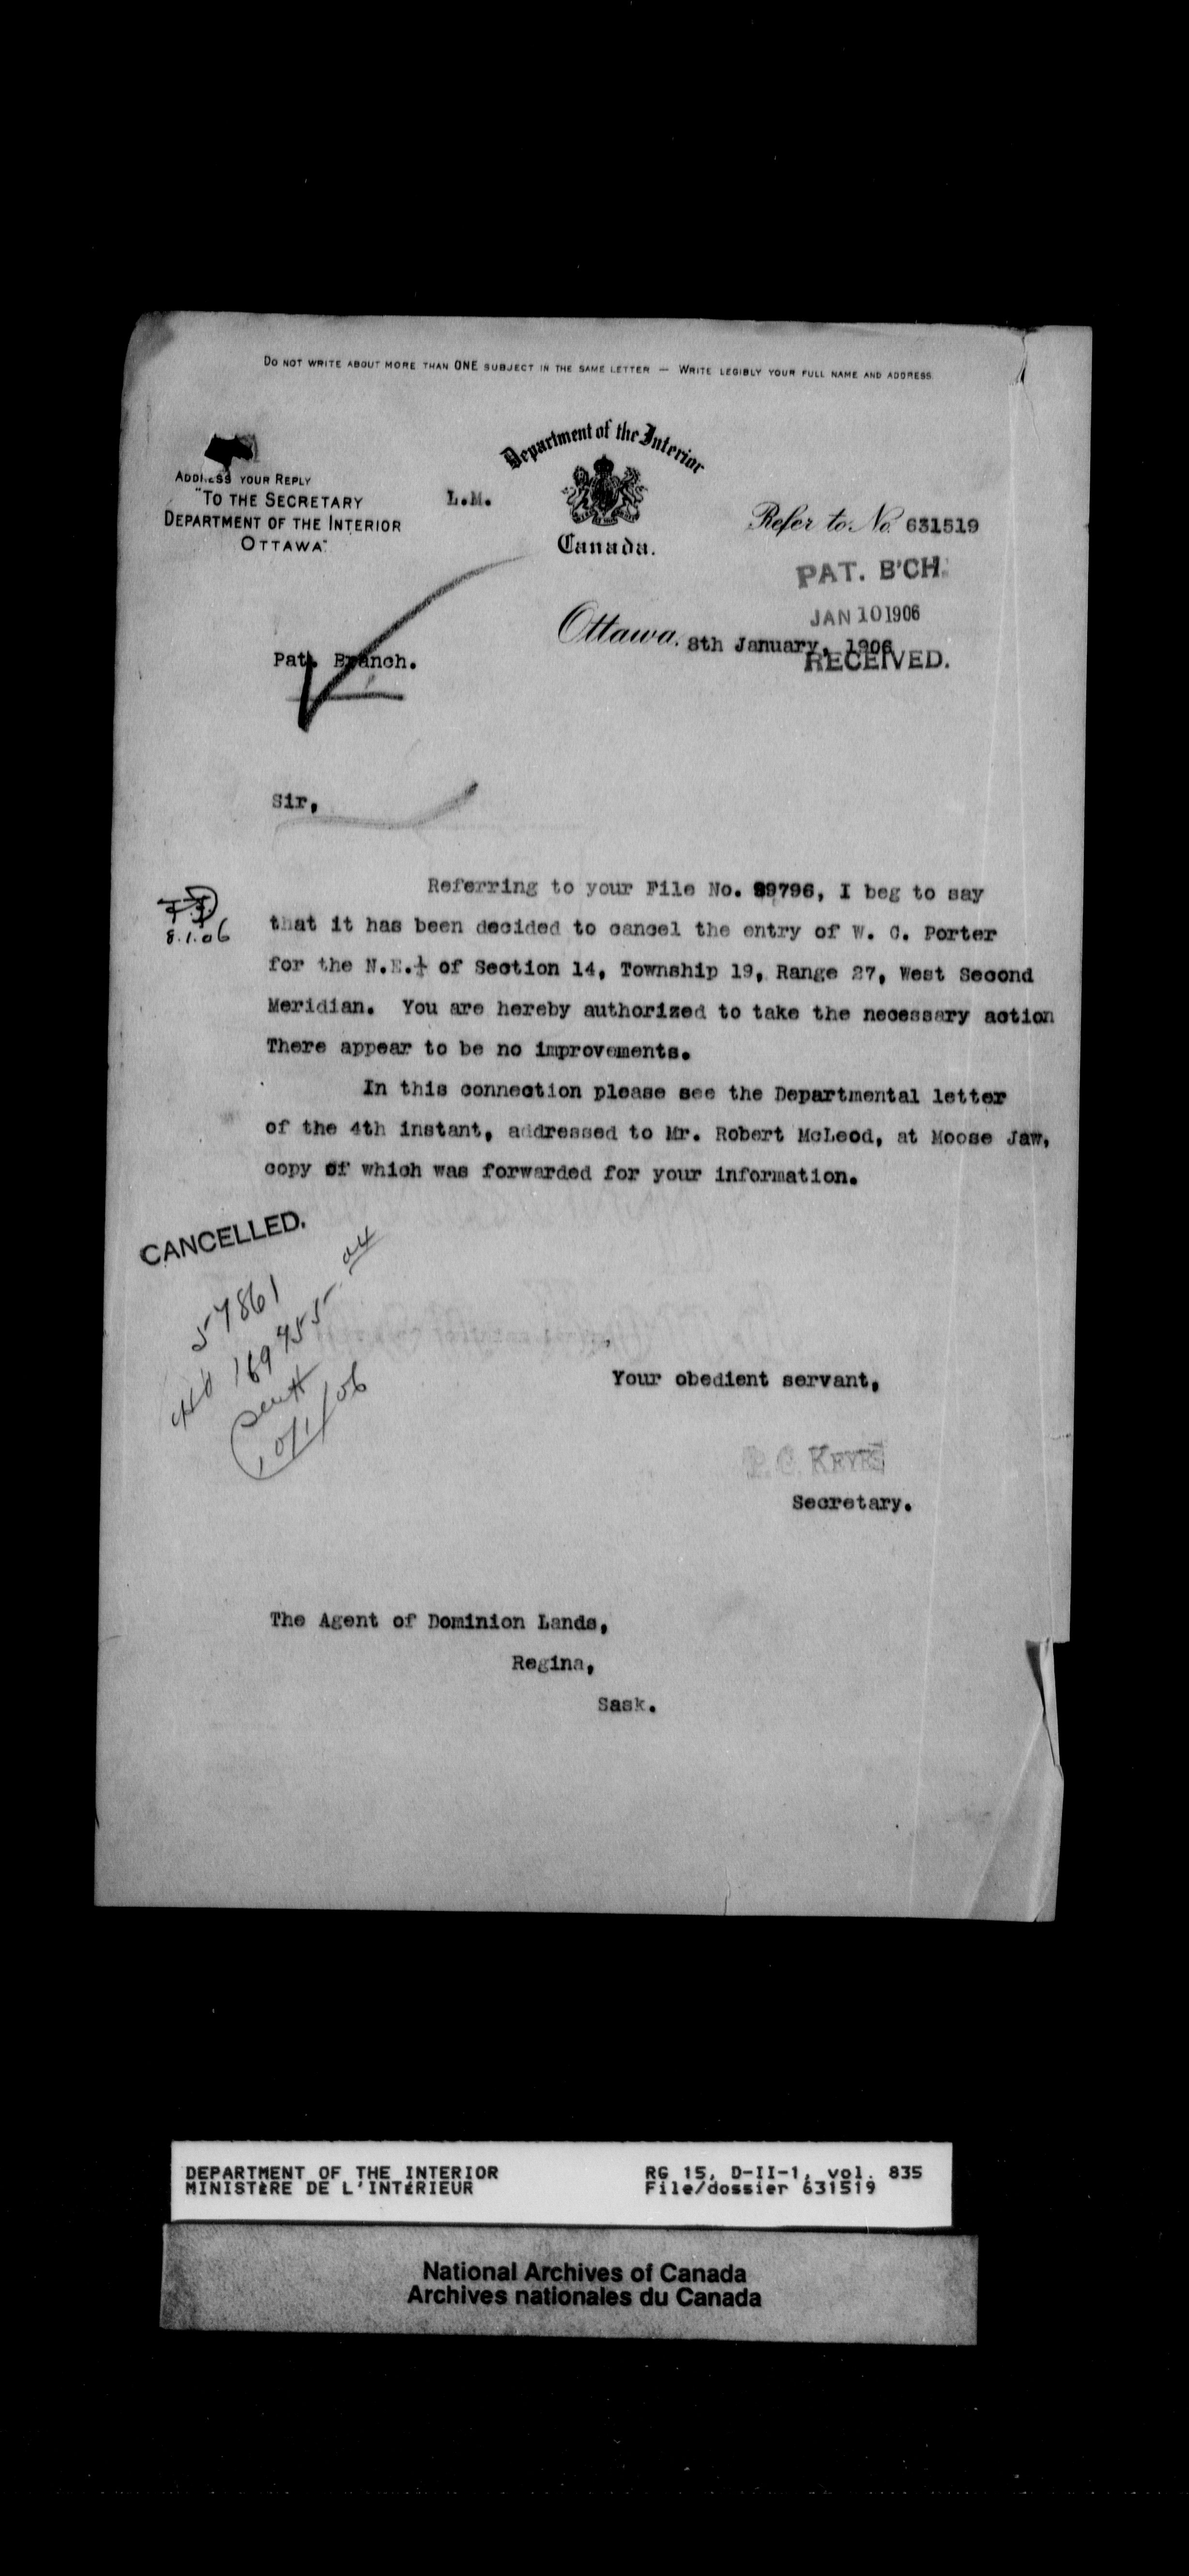 DO NOT WRITE ABOUT MORE THAN ONE SUBJECT IN THE SAME LETTER — WRITE LEGIBLY YOUR FULL NAME AND ADDRESS.
Department of the Interior
Canada.
ADDRESS YOUR REPLY
"TO THE SECRETARY
DEPARTMENT OF THE INTERIOR
OTTAWA."
L.M.
Refer to No. 631519
PAT. B'CH.
JAN 10 1906
RECEIVED.
Ottawa, 8th January, 1906
Pat. Branch.
Sir,
Referring to your File No. 89796, I beg to say
8.1.06
that it has been decided to cancel the entry of W. C. Porter
for the N.E.¼ of Section 14, Township 19, Range 27, West Second
Meridian. You are hereby authorized to take the necessary action
There appear to be no improvements.
In this connection please see the Departmental letter
of the 4th instant, addressed to Mr. Robert McLeod, at Moose Jaw,
copy of which was forwarded for your information.
CANCELLED.
57861
169455-04
Sent
10/1/06
Your obedient servant,
P. G. KEYES
Secretary.
The Agent of Dominion Lands,
Regina,
Sask.
DEPARTMENT OF THE INTERIOR
MINISTÈRE DE L'INTÉRIEUR
RG 15, D-II-1, vol. 835
File/dossier 631519
National Archives of Canada
Archives nationales du Canada